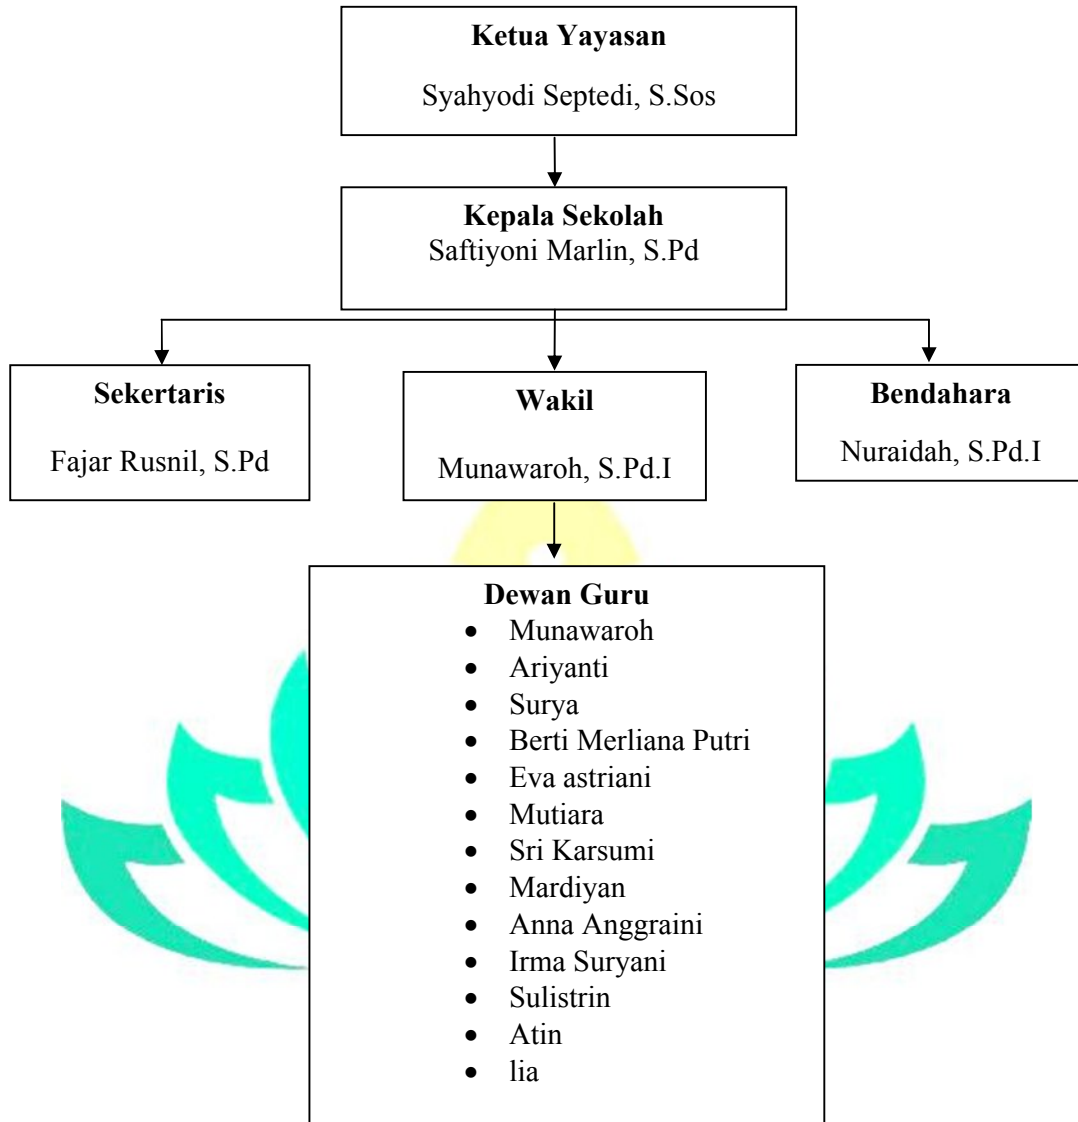 Ketua Yayasan
Syahyodi Septedi, S.Sos
Kepala Sekolah
Saftiyoni Marlin, S.Pd
Sekertaris
Fajar Rusnil, S.Pd
Wakil
Munawaroh, S.Pd.I
Bendahara
Nuraidah, S.Pd.I
Dewan Guru
• Munawaroh
• Ariyanti
• Surya
• Berti Merliana Putri
• Eva astriani
• Mutiara
• Sri Karsumi
• Mardiyan
• Anna Anggraini
• Irma Suryani
• Sulistrin
• Atin
• lia